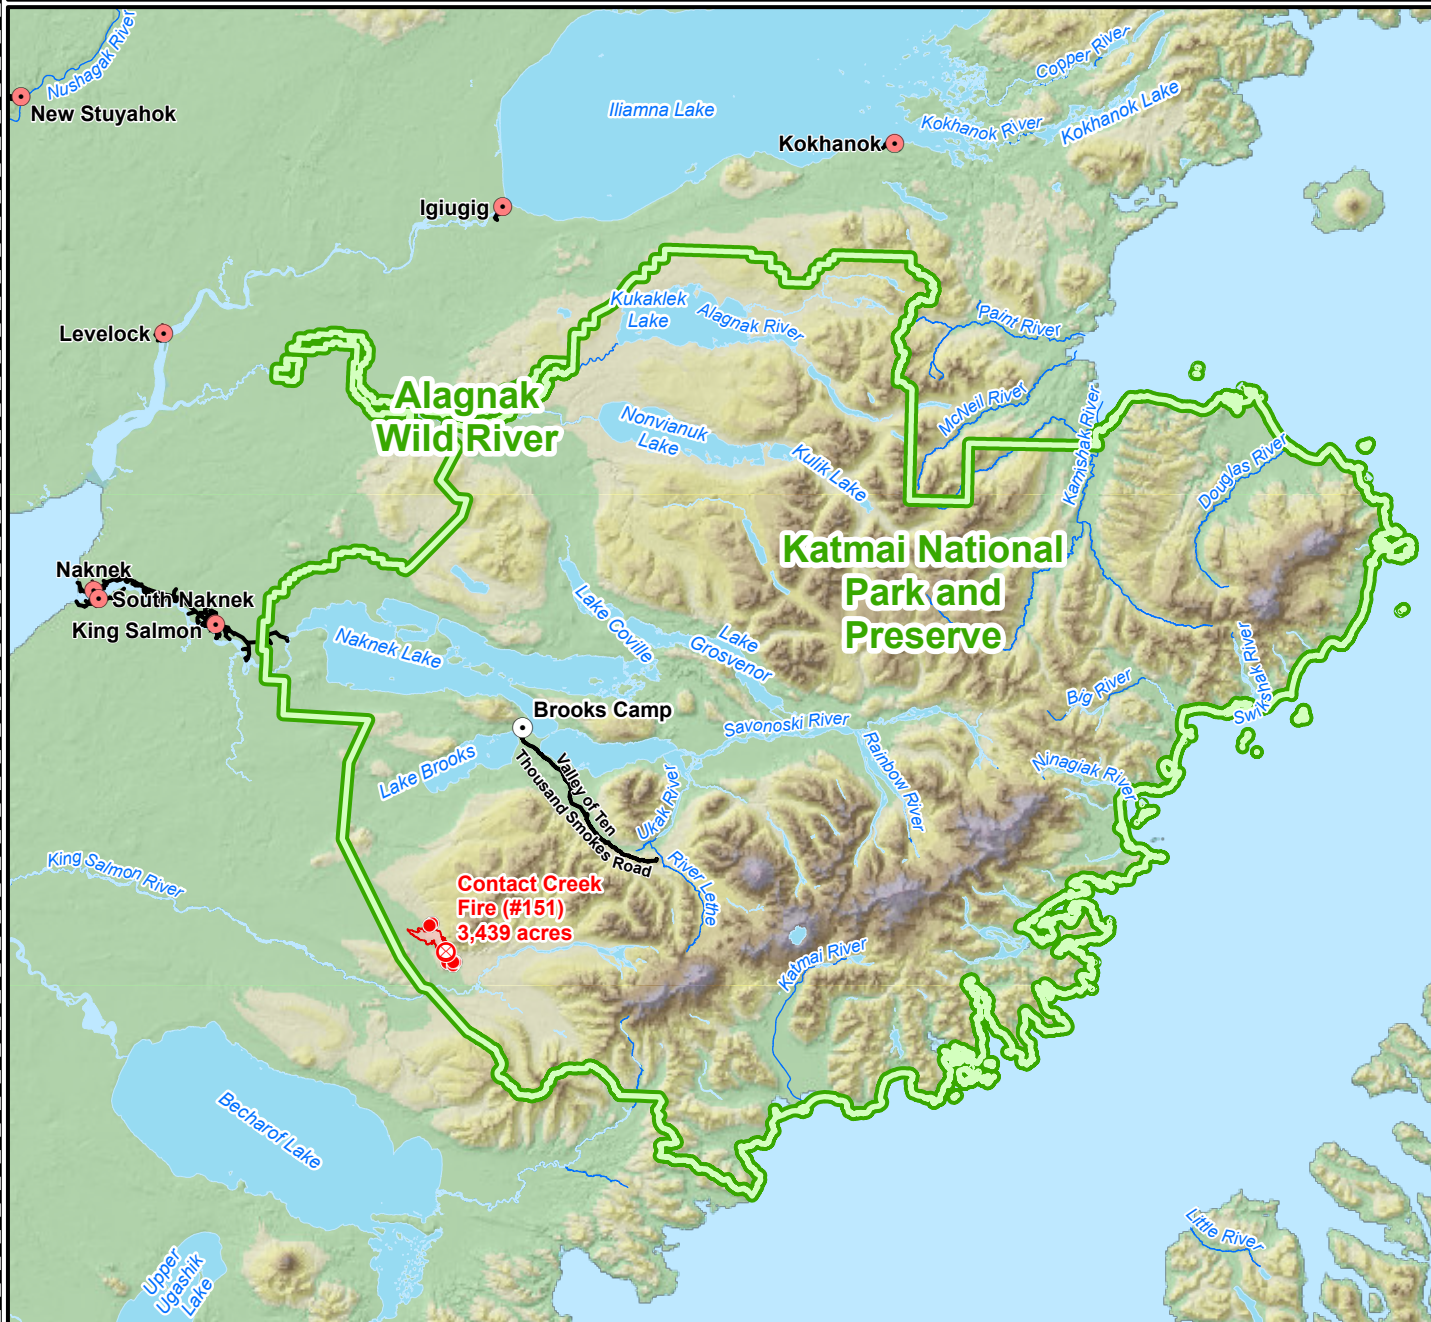 Nushagak River
New Stuyahok
Iliamna Lake
Copper River
Kokhanok River
Kokhanok Lake
Kokhanok
Igiugig
Levelock
Kukaklek
Lake
Alagnak River
Paint River
McNeil River
Kamishak River
Alagnak
Wild River
Nonvianuk
Lake
Kulik Lake
Douglas River
Katmai National
Park and
Preserve
Naknek
South Naknek
King Salmon
Naknek Lake
Lake Coville
Lake
Grosvenor
Swikshak River
Big River
Brooks Camp
Savonoski River
Lake Brooks
Valley of Ten
Thousand Smokes Road
Ukak River
Rainbow River
Ninagiak River
King Salmon River
River Lethe
Contact Creek
Fire (#151)
3,439 acres
Katmai River
Becharof Lake
Upper
Ugashik
Lake
Little River